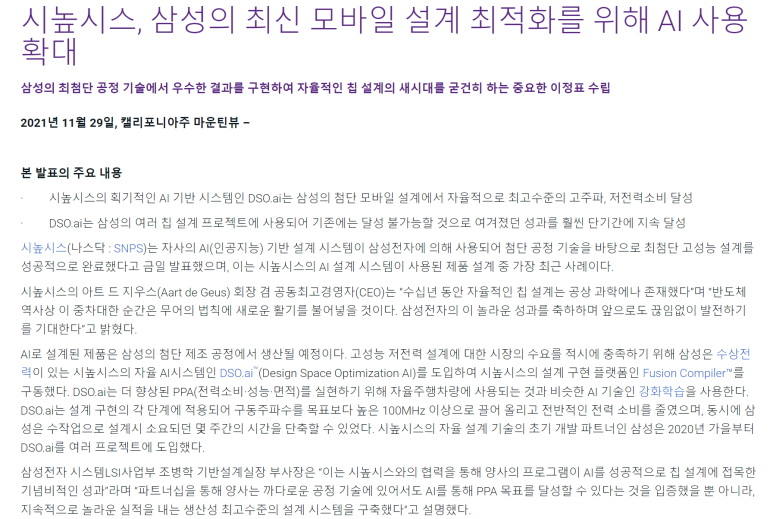 시높시스, 삼성의 최신 모바일 설계 최적화를 위해 AI 사용
확대
삼성의 최첨단 공정 기술에서 우수한 결과를 구현하여 자율적인 칩 설계의 새시대를 굳건히 하는 중요한 이정표 수립
2021년 11월 29일, 캘리포니아주 마운틴뷰 –
본 발표의 주요 내용
· 시높시스의 획기적인 AI 기반 시스템인 DSO.ai는 삼성의 첨단 모바일 설계에서 자율적으로 최고수준의 고주파, 저전력소비 달성
· DSO.ai는 삼성의 여러 칩 설계 프로젝트에 사용되어 기존에는 달성 불가능할 것으로 여겨졌던 성과를 훨씬 단기간에 지속 달성
시높시스(나스닥 : SNPS)는 자사의 AI(인공지능) 기반 설계 시스템이 삼성전자에 의해 사용되어 첨단 공정 기술을 바탕으로 최첨단 고성능 설계를
성공적으로 완료했다고 금일 발표했으며, 이는 시높시스의 AI 설계 시스템이 사용된 제품 설계 중 가장 최근 사례이다.
시높시스의 아트 드 지우스(Aart de Geus) 회장 겸 공동최고경영자(CEO)는 “수십년 동안 자율적인 칩 설계는 공상 과학에나 존재했다”며 “반도체
역사상 이 중차대한 순간은 무어의 법칙에 새로운 활기를 불어넣을 것이다. 삼성전자의 이 놀라운 성과를 축하하며 앞으로도 끊임없이 발전하기
를 기대한다”고 밝혔다.
AI로 설계된 제품은 삼성의 첨단 제조 공정에서 생산될 예정이다. 고성능 저전력 설계에 대한 시장의 수요를 적시에 충족하기 위해 삼성은 수상전
력이 있는 시높시스의 자율 AI시스템인 DSO.ai™(Design Space Optimization AI)를 도입하여 시높시스의 설계 구현 플랫폼인 Fusion Compiler™를
구동했다. DSO.ai는 더 향상된 PPA(전력소비·성능·면적)를 실현하기 위해 자율주행차량에 사용되는 것과 비슷한 AI 기술인 강화학습을 사용한다.
DSO.ai는 설계 구현의 각 단계에 적용되어 구동주파수를 목표보다 높은 100MHz 이상으로 끌어 올리고 전반적인 전력 소비를 줄였으며, 동시에 삼
성은 수작업으로 설계시 소요되던 몇 주간의 시간을 단축할 수 있었다. 시높시스의 자율 설계 기술의 초기 개발 파트너인 삼성은 2020년 가을부터
DSO.ai를 여러 프로젝트에 도입했다.
삼성전자 시스템LSI사업부 조병학 기반설계실장 부사장은 “이는 시높시스와의 협력을 통해 양사의 프로그램이 AI를 성공적으로 칩 설계에 접목한
기념비적인 성과”라며 “파트너십을 통해 양사는 까다로운 공정 기술에 있어서도 AI를 통해 PPA 목표를 달성할 수 있다는 것을 입증했을 뿐 아니라,
지속적으로 놀라운 실적을 내는 생산성 최고수준의 설계 시스템을 구축했다”고 설명했다.